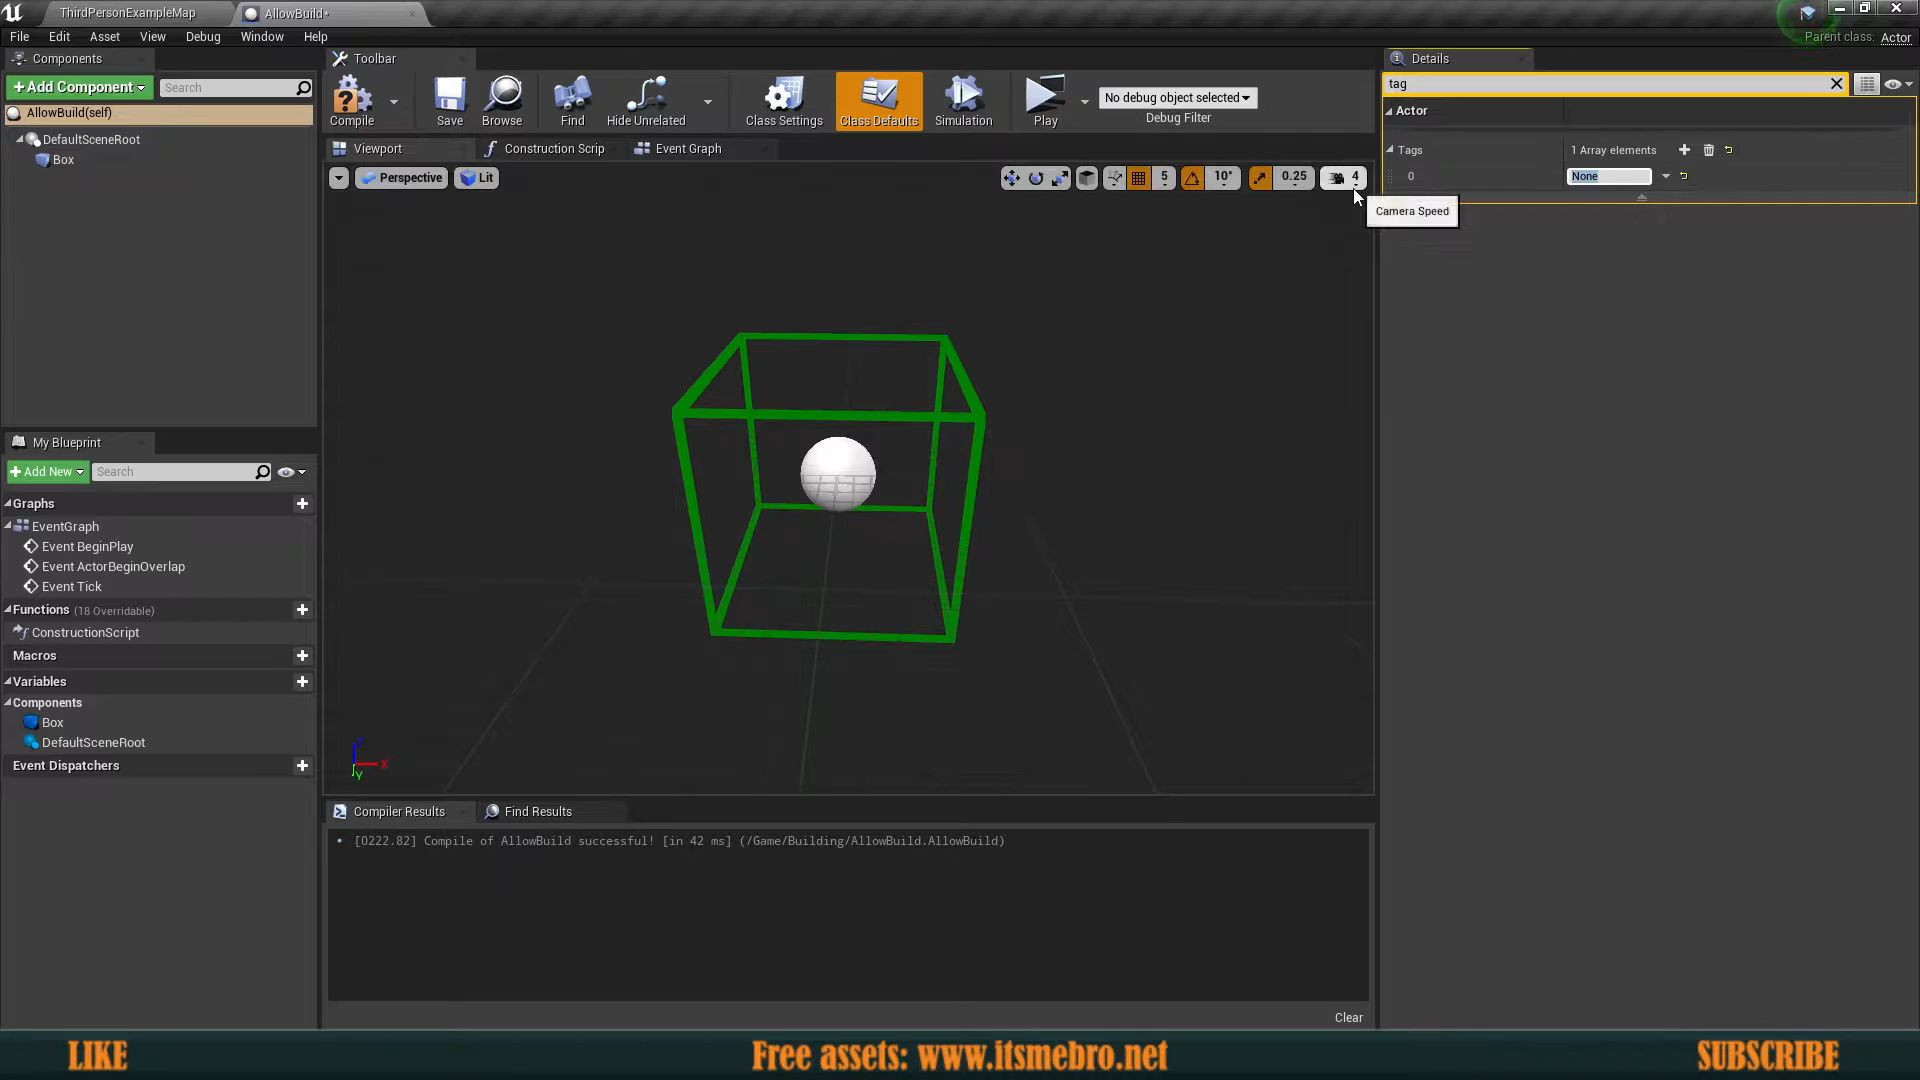 ThirdPersonExampleMap
AllowBuild*
File Edit Asset View Debug Window Help
Parent class: Actor
Components
+Add Component
Search
AllowBuild(self)
DefaultSceneRoot
Box
Toolbar
Compile
Save
Browse
Find
Hide Unrelated
Class Settings
Class Defaults
Simulation
Play
No debug object selected
Debug Filter
Viewport
Construction Scrip
Event Graph
Perspective
Lit
5
10°
0.25
4
Camera Speed
Details
tag
Actor
Tags
1 Array elements
0
None
My Blueprint
+Add New
Search
Graphs
EventGraph
Event BeginPlay
Event ActorBeginOverlap
Event Tick
Functions (18 Overridable)
ConstructionScript
Macros
Variables
Components
Box
DefaultSceneRoot
Event Dispatchers
Z
X
Y
Compiler Results
Find Results
• [0222.82] Compile of AllowBuild successful! [in 42 ms] (/Game/Building/AllowBuild.AllowBuild)
Clear
LIKE
Free assets: www.itsmebro.net
SUBSCRIBE